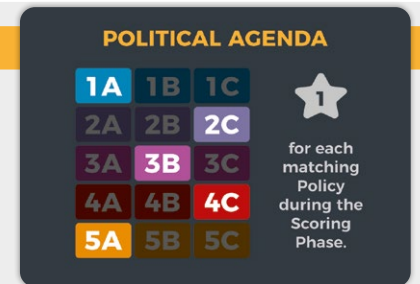 POLITICAL AGENDA
1A 1B 1C
2A 2B 2C
3A 3B 3C
4A 4B 4C
5A 5B 5C
1
for each
matching
Policy
during the
Scoring
Phase.